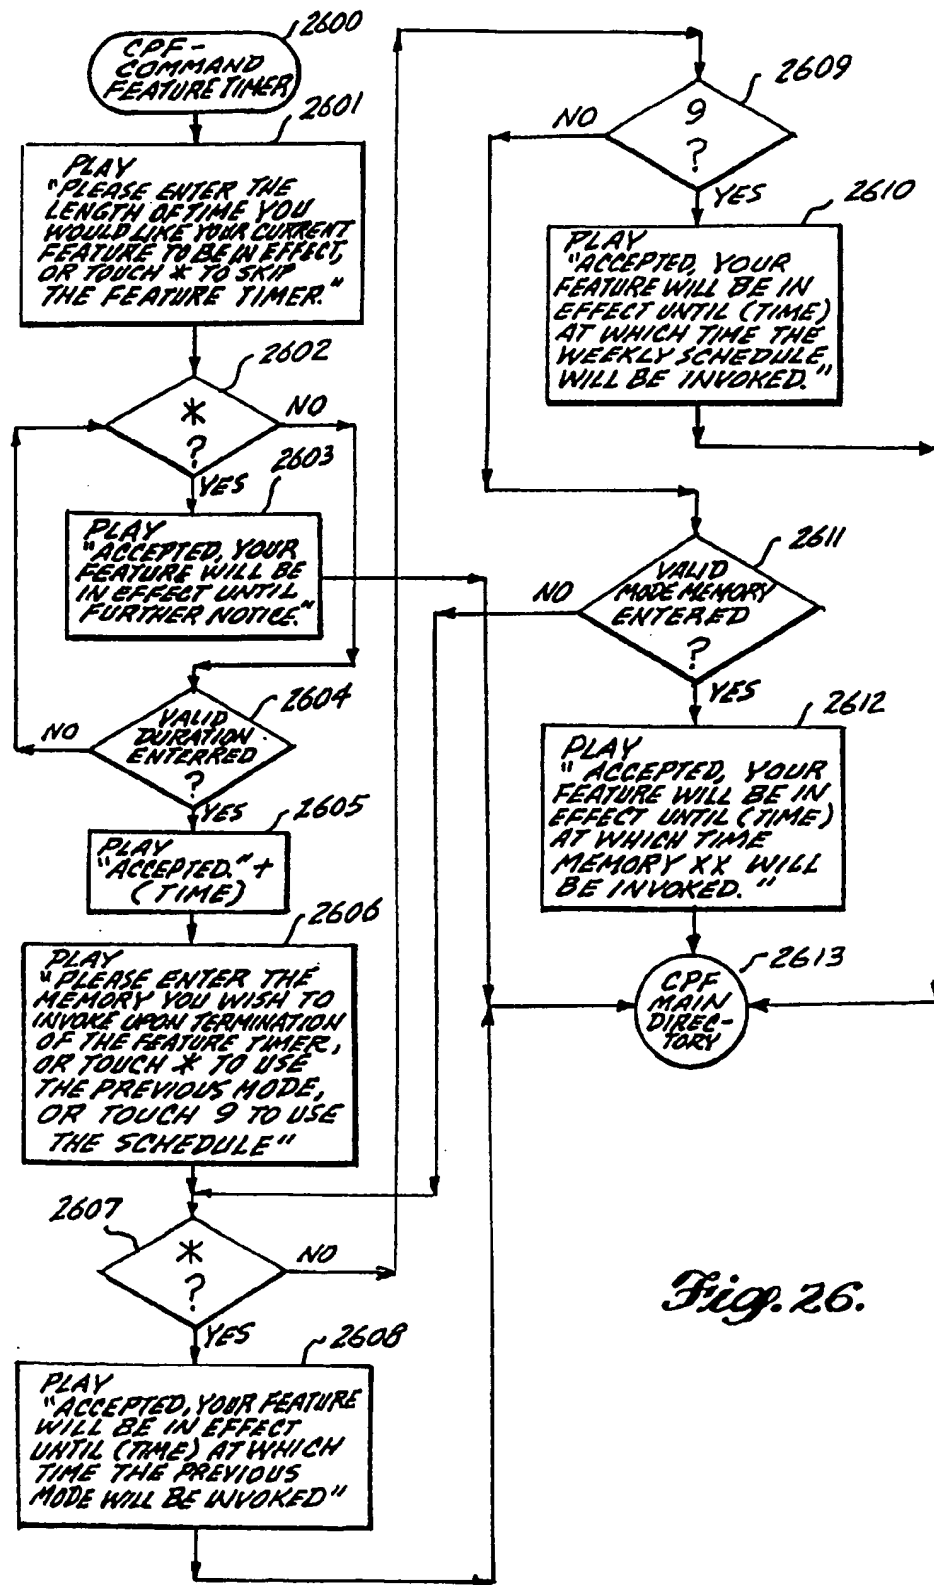 2600
CPF-
COMMAND
FEATURE TIMER
2601
PLAY
"PLEASE ENTER THE
LENGTH OF TIME YOU
WOULD LIKE YOUR CURRENT
FEATURE TO BE IN EFFECT,
OR TOUCH * TO SKIP
THE FEATURE TIMER."
2602
*
?
NO
YES
2603
PLAY
"ACCEPTED, YOUR
FEATURE WILL BE
IN EFFECT UNTIL
FURTHER NOTICE."
2604
VALID
DURATION
ENTERRED
?
NO
YES
2605
PLAY
"ACCEPTED." +
(TIME)
2606
PLAY
"PLEASE ENTER THE
MEMORY YOU WISH TO
INVOKE UPON TERMINATION
OF THE FEATURE TIMER,
OR TOUCH * TO USE
THE PREVIOUS MODE,
OR TOUCH 9 TO USE
THE SCHEDULE"
2607
*
?
NO
YES
2608
PLAY
"ACCEPTED, YOUR FEATURE
WILL BE IN EFFECT
UNTIL (TIME) AT WHICH
TIME THE PREVIOUS
MODE WILL BE INVOKED"
2609
9
?
NO
YES
2610
PLAY
"ACCEPTED, YOUR
FEATURE WILL BE IN
EFFECT UNTIL (TIME)
AT WHICH TIME THE
WEEKLY SCHEDULE
WILL BE INVOKED."
2611
VALID
MODE MEMORY
ENTERED
?
NO
YES
2612
PLAY
"ACCEPTED, YOUR
FEATURE WILL BE IN
EFFECT UNTIL (TIME)
AT WHICH TIME
MEMORY XX WILL
BE INVOKED."
2613
CPF
MAIN
DIREC-
TORY
Fig. 26.